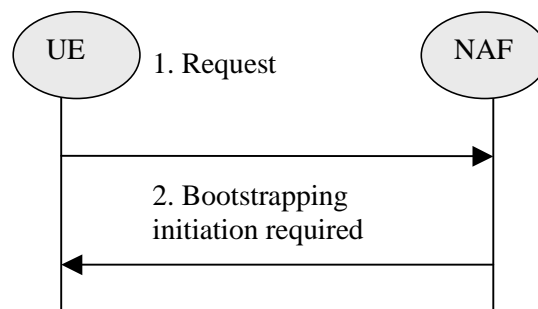 UE
NAF
1. Request
2. Bootstrapping
initiation required